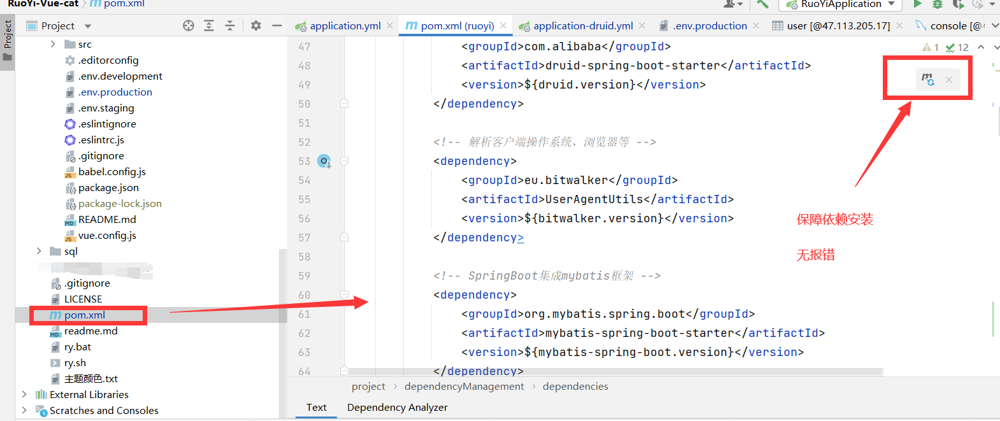 RuoYi-Vue-cat › pom.xml
RuoYiApplication
Project
Project
src
.editorconfig
.env.development
.env.production
.env.staging
.eslintignore
.eslintrc.js
.gitignore
babel.config.js
package.json
package-lock.json
README.md
vue.config.js
sql
.gitignore
LICENSE
pom.xml
readme.md
ry.bat
ry.sh
主题颜色.txt
External Libraries
Scratches and Consoles
application.yml
pom.xml (ruoyi)
application-druid.yml
.env.production
user [@47.113.205.17]
console [@4
1 12
47 <groupId>com.alibaba</groupId>
48 <artifactId>druid-spring-boot-starter</artifactId>
49 <version>${druid.version}</version>
50 </dependency>
51
52 <!-- 解析客户端操作系统、浏览器等 -->
53 <dependency>
54 <groupId>eu.bitwalker</groupId>
55 <artifactId>UserAgentUtils</artifactId>
56 <version>${bitwalker.version}</version>
57 </dependency>
58
59 <!-- SpringBoot集成mybatis框架 -->
60 <dependency>
61 <groupId>org.mybatis.spring.boot</groupId>
62 <artifactId>mybatis-spring-boot-starter</artifactId>
63 <version>${mybatis-spring-boot.version}</version>
64 </dependency>
保障依赖安装
无报错
project › dependencyManagement › dependencies
Text Dependency Analyzer